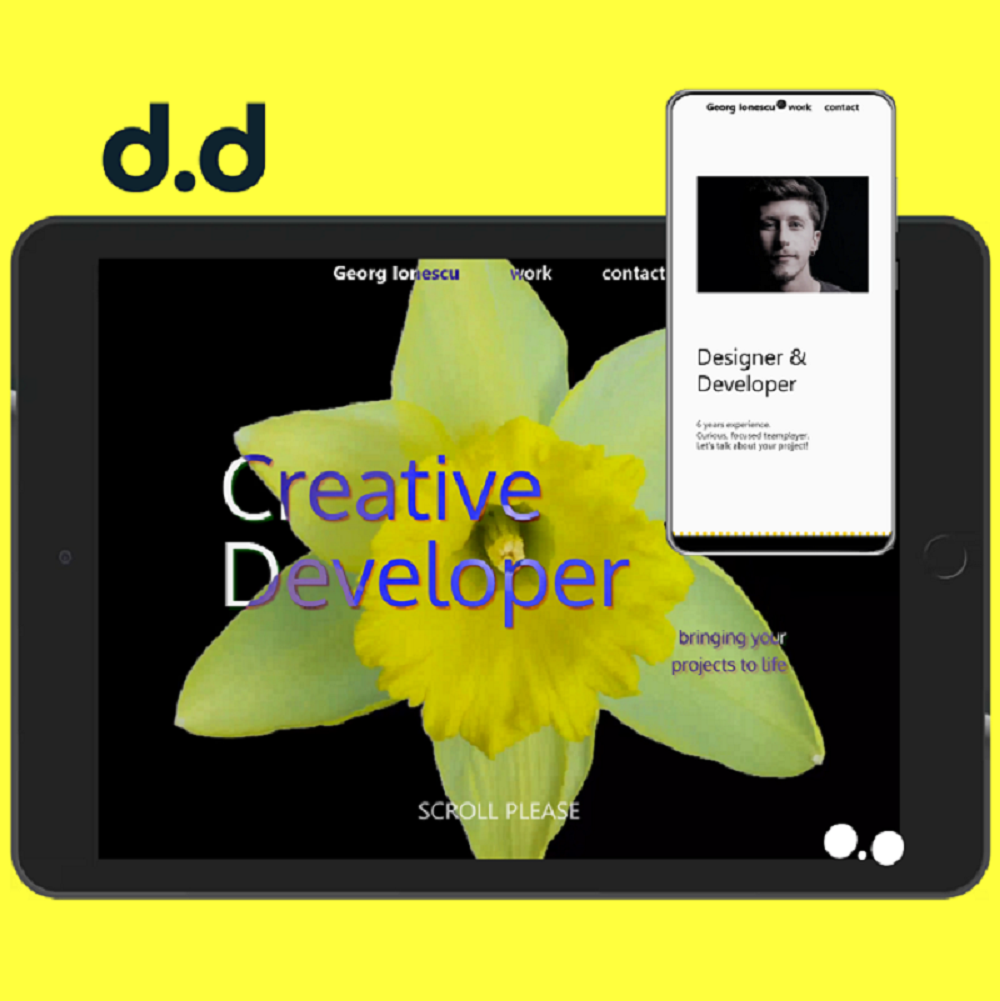 d.d
Georg Ionescu work contact
Creative
Developer
bringing your
projects to life
SCROLL PLEASE
Georg Ionescu work contact
Designer &
Developer
6 years experience.
Curious, focused teamplayer.
Let's talk about your project!